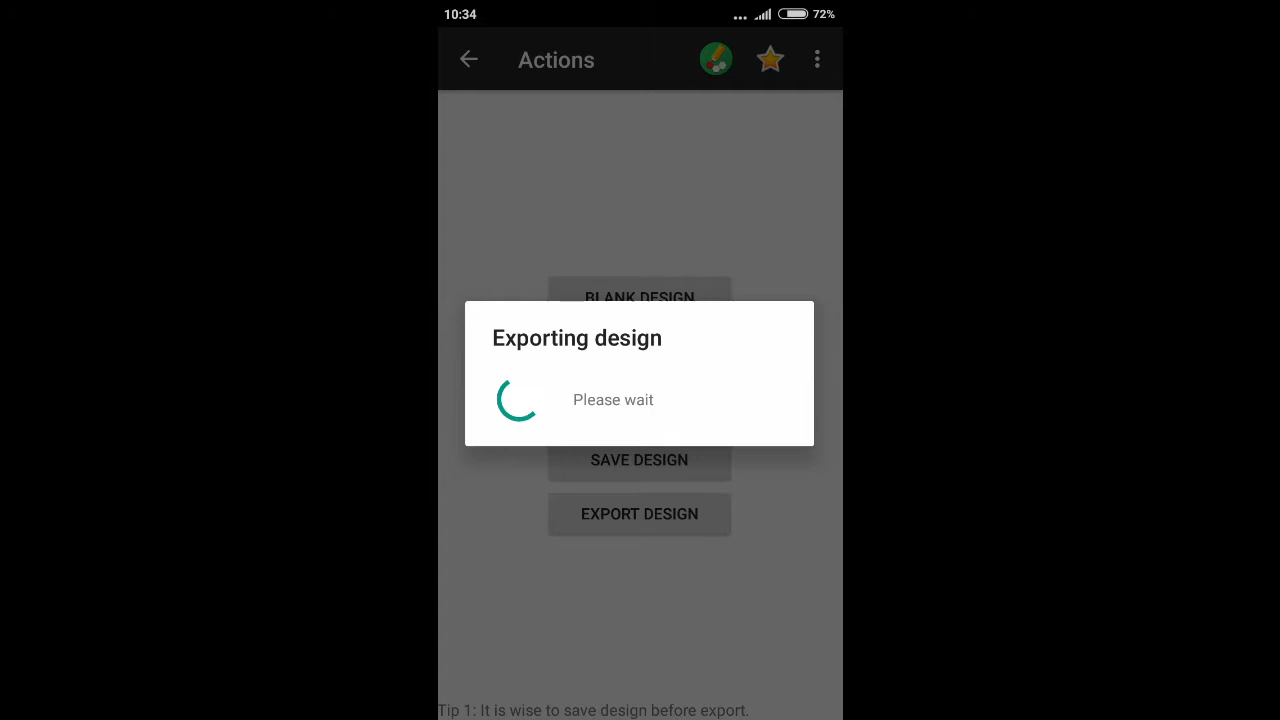 10:34
72%
Actions
BLANK DESIGN
Exporting design
Please wait
SAVE DESIGN
EXPORT DESIGN
Tip 1: It is wise to save design before export.